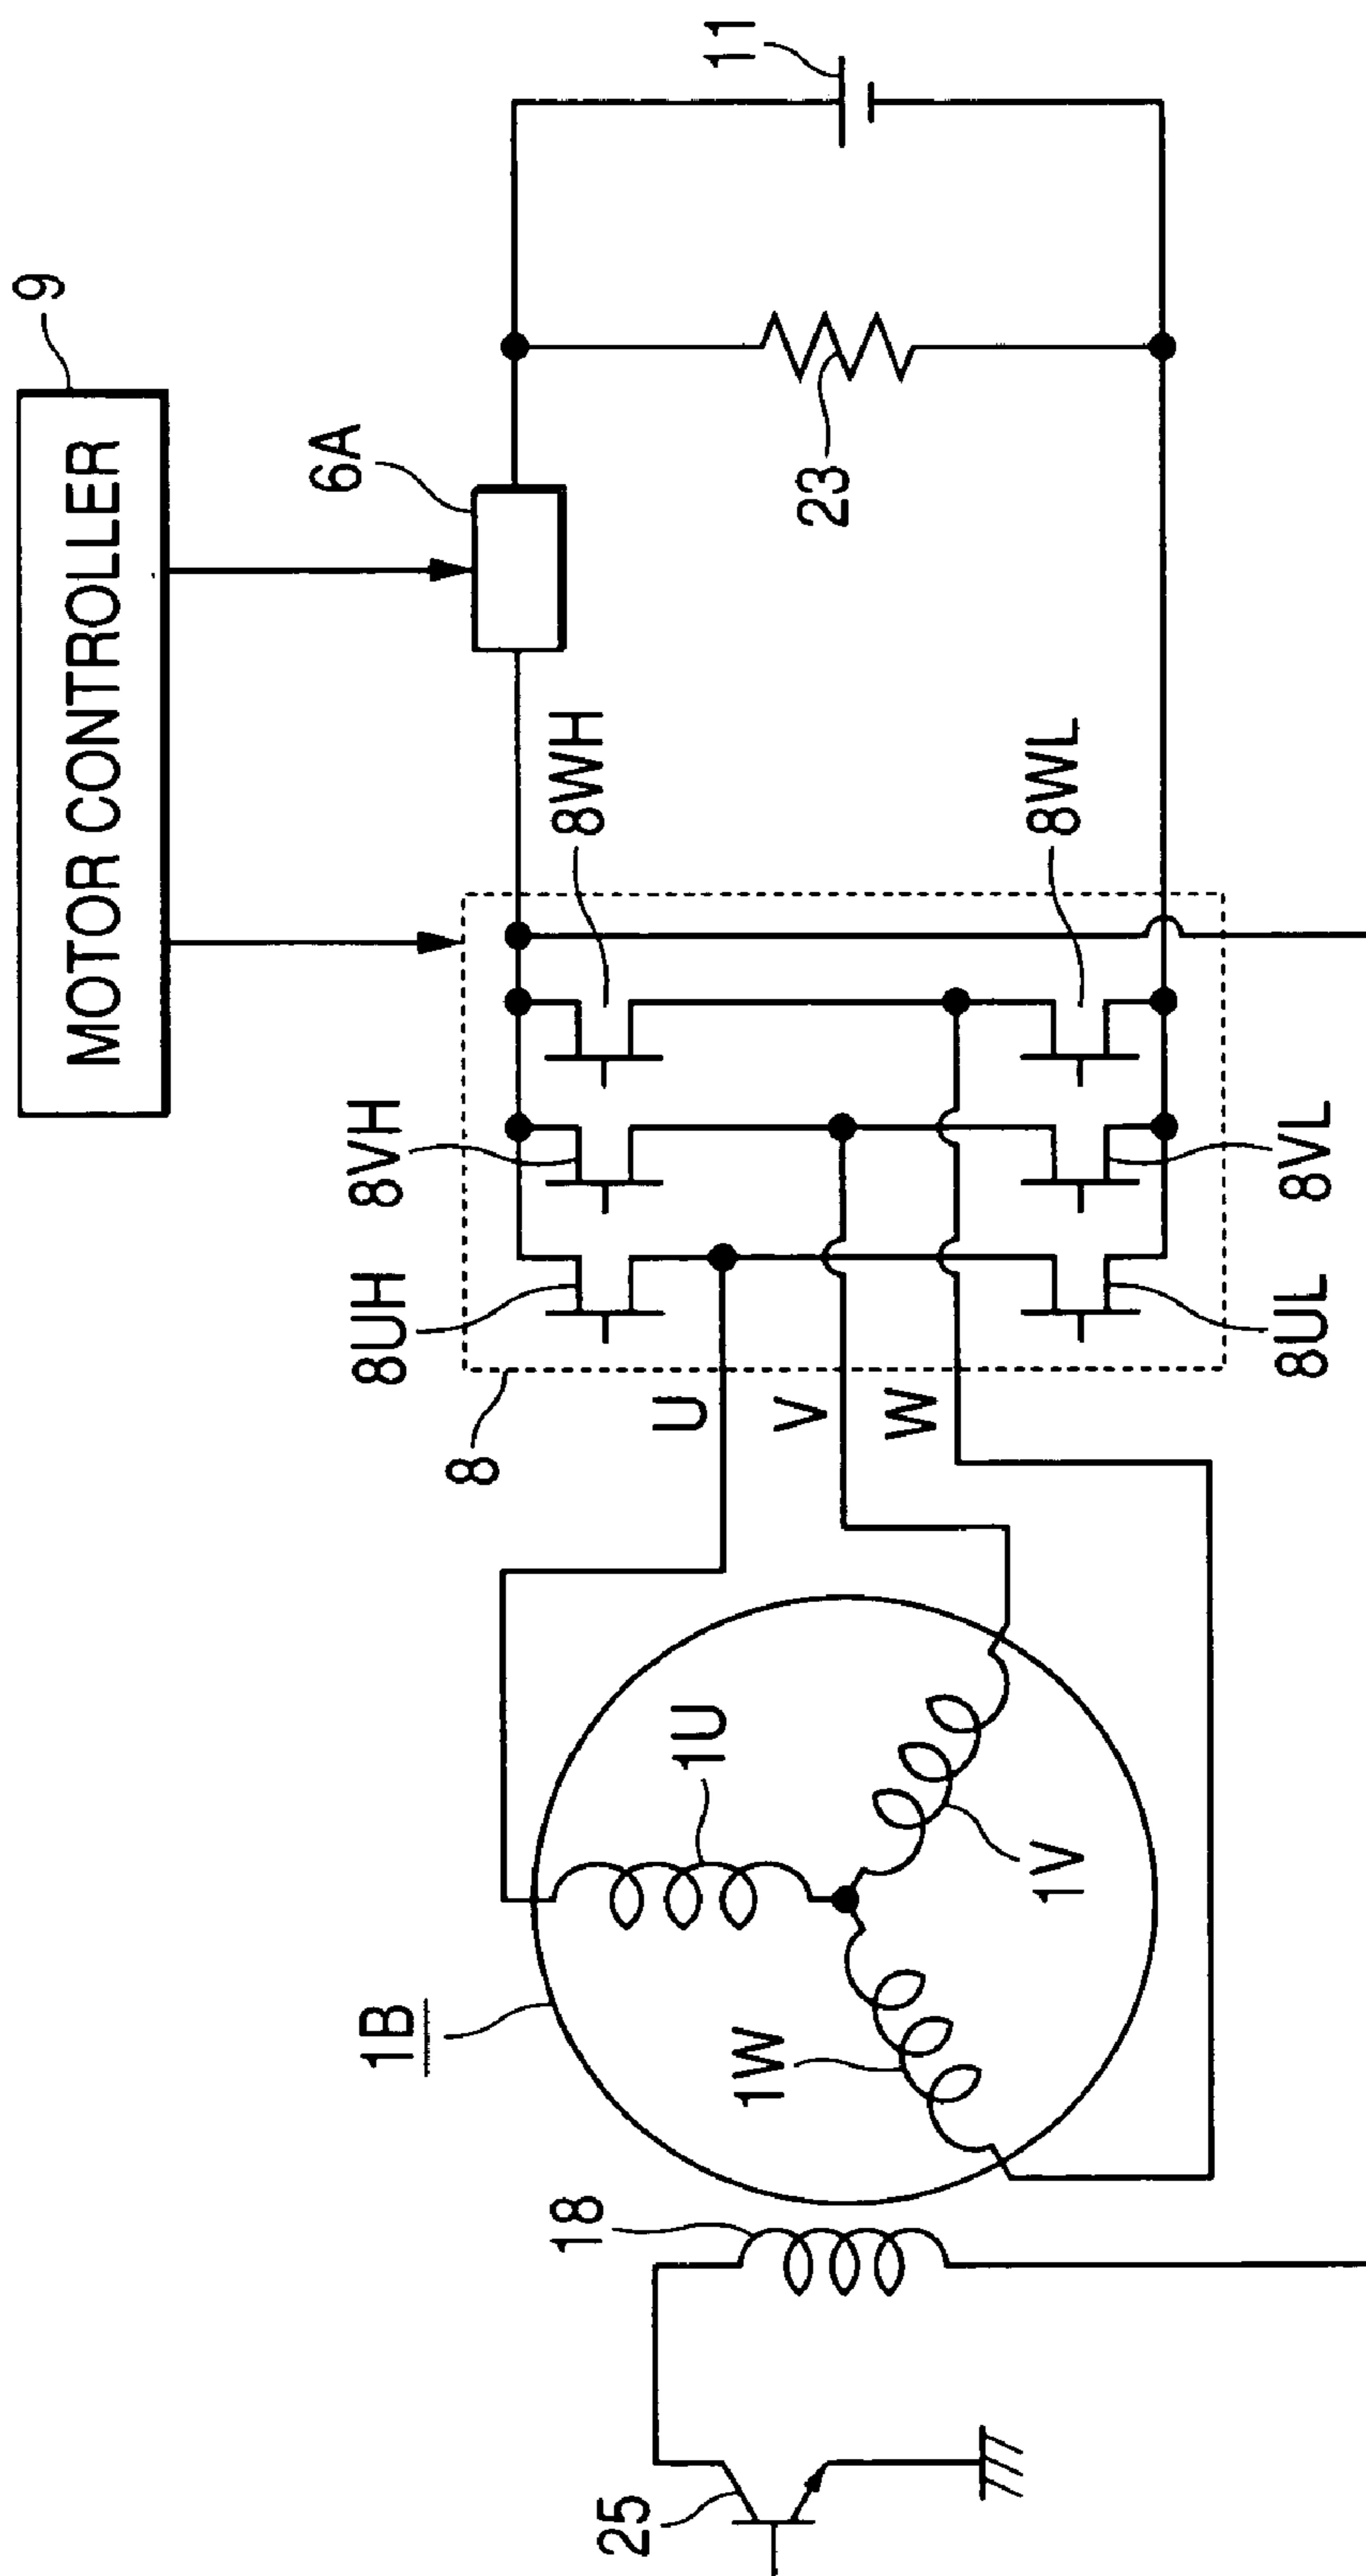 9
MOTOR CONTROLLER
11
6A
23
8WH
8WL
8VH
8VL
8UH
8UL
8
U
V
W
1B
1U
1V
1W
18
25